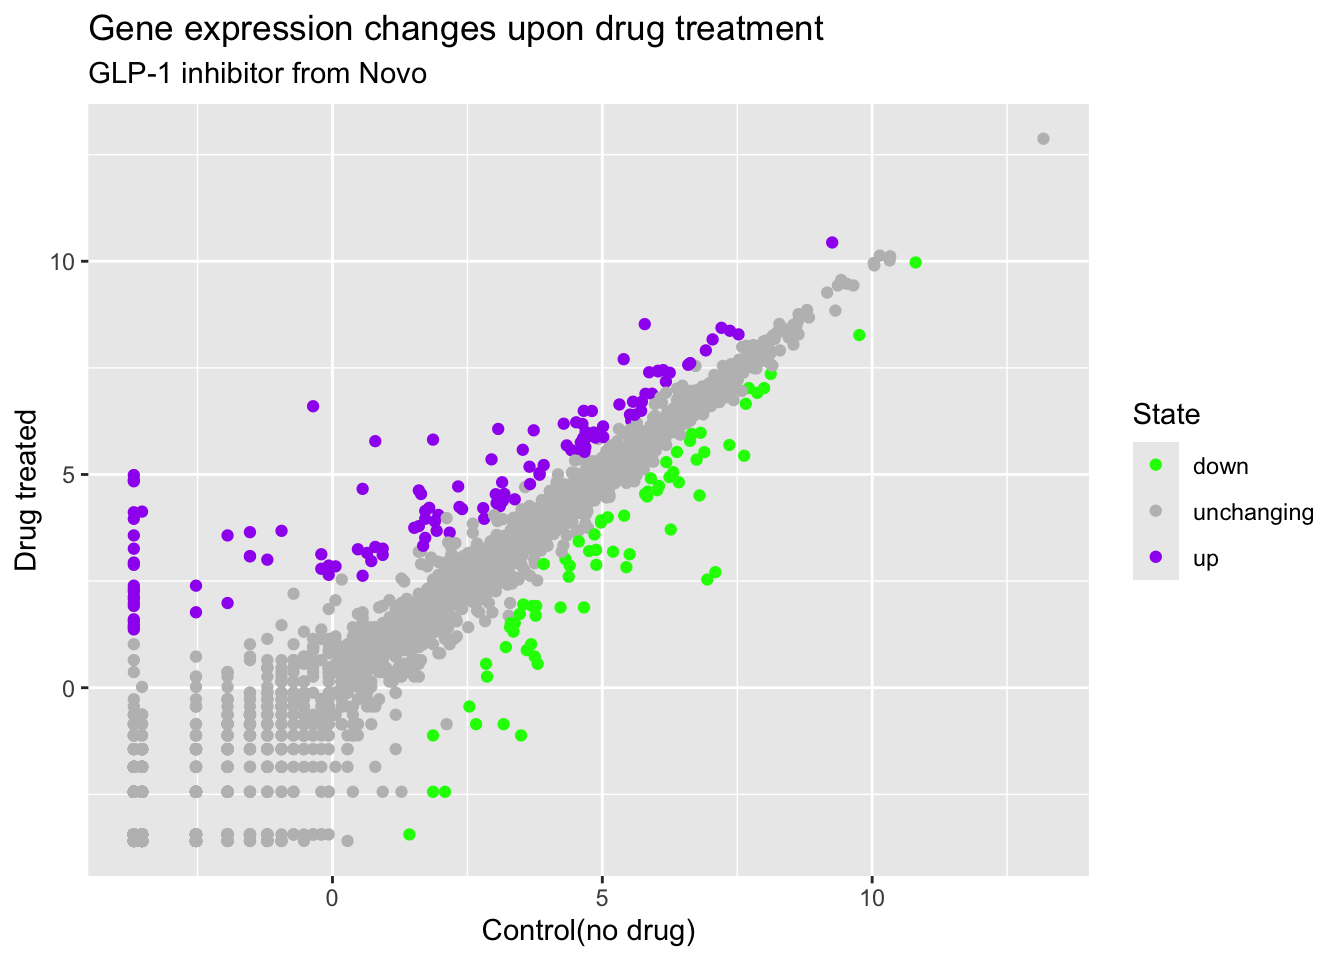 Gene expression changes upon drug treatment
GLP-1 inhibitor from Novo
10
5
0
Drug treated
0
5
10
Control(no drug)
State
down
unchanging
up